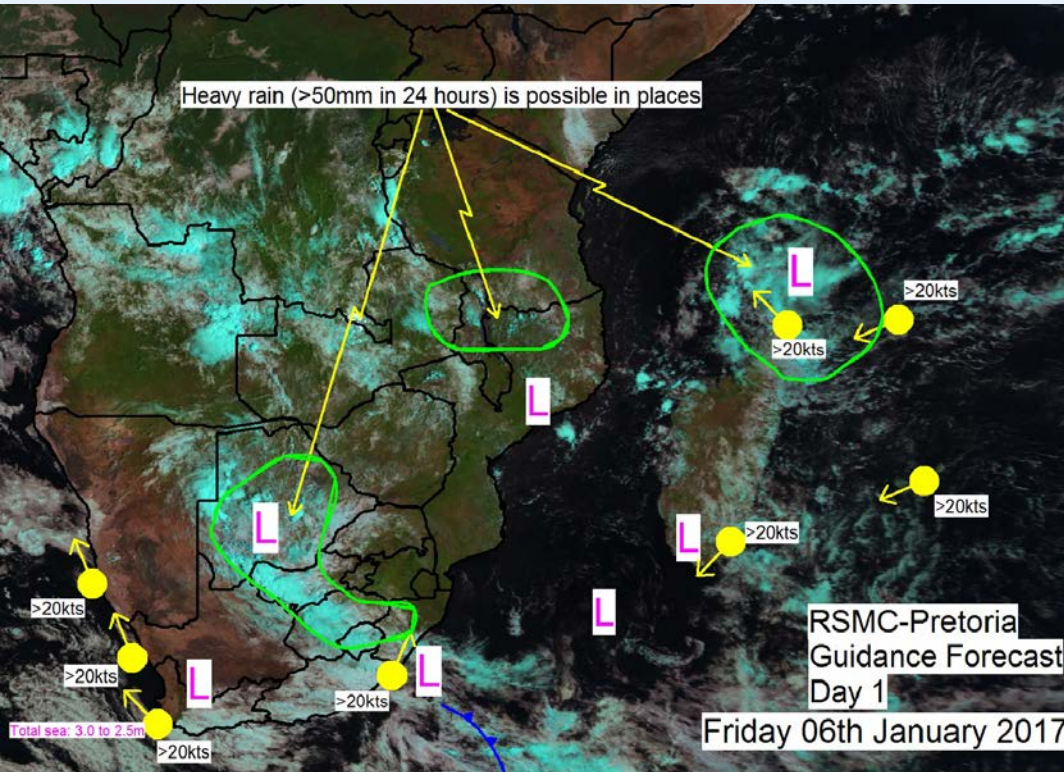 Heavy rain (>50mm in 24 hours) is possible in places
L
>20kts
>20kts
L
>20kts
L
>20kts
L
>20kts
L
>20kts
L
L
>20kts
>20kts
Total sea: 3.0 to 2.5m
>20kts
RSMC-Pretoria
Guidance Forecast
Day 1
Friday 06th January 2017